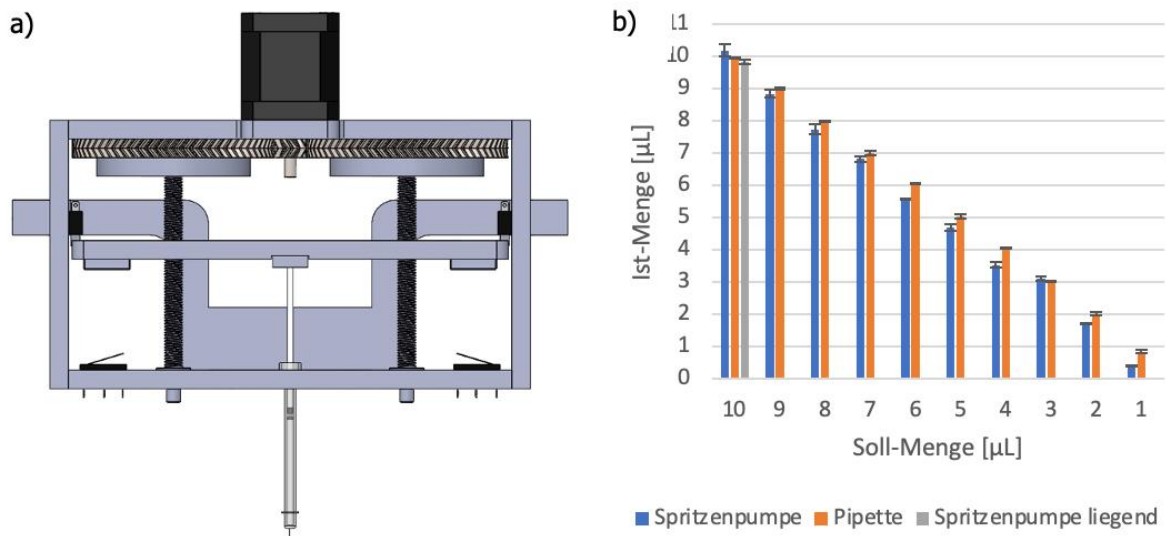 a)
b)
11
10
9
8
7
6
5
4
3
2
1
0
Ist-Menge [µL]
10 9 8 7 6 5 4 3 2 1
Soll-Menge [µL]
Spritzenpumpe Pipette Spritzenpumpe liegend